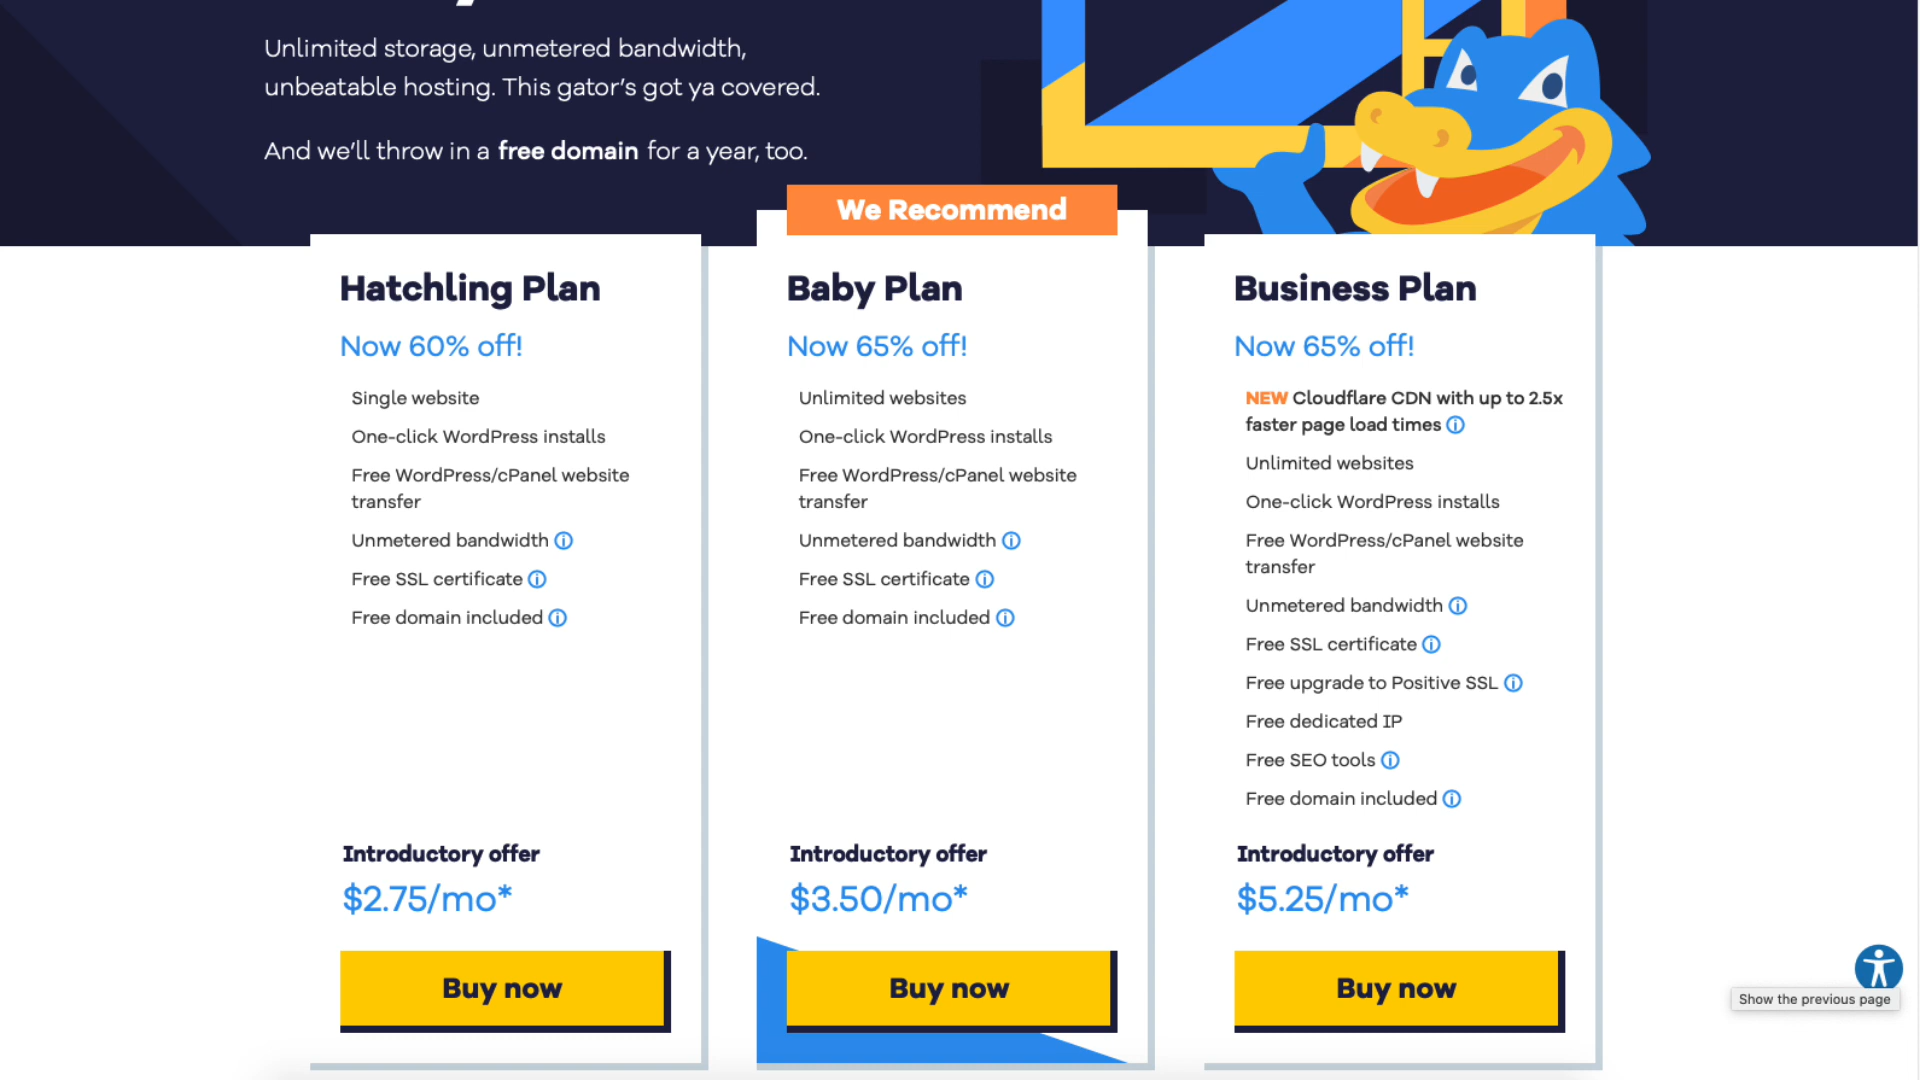 Unlimited storage, unmetered bandwidth,
unbeatable hosting. This gator's got ya covered.
And we'll throw in a free domain for a year, too.
We Recommend
Hatchling Plan
Now 60% off!
Single website
One-click WordPress installs
Free WordPress/cPanel website
transfer
Unmetered bandwidth
Free SSL certificate
Free domain included
Introductory offer
$2.75/mo*
Buy now
Baby Plan
Now 65% off!
Unlimited websites
One-click WordPress installs
Free WordPress/cPanel website
transfer
Unmetered bandwidth
Free SSL certificate
Free domain included
Introductory offer
$3.50/mo*
Buy now
Business Plan
Now 65% off!
NEW Cloudflare CDN with up to 2.5x
faster page load times
Unlimited websites
One-click WordPress installs
Free WordPress/cPanel website
transfer
Unmetered bandwidth
Free SSL certificate
Free upgrade to Positive SSL
Free dedicated IP
Free SEO tools
Free domain included
Introductory offer
$5.25/mo*
Buy now
Show the previous page